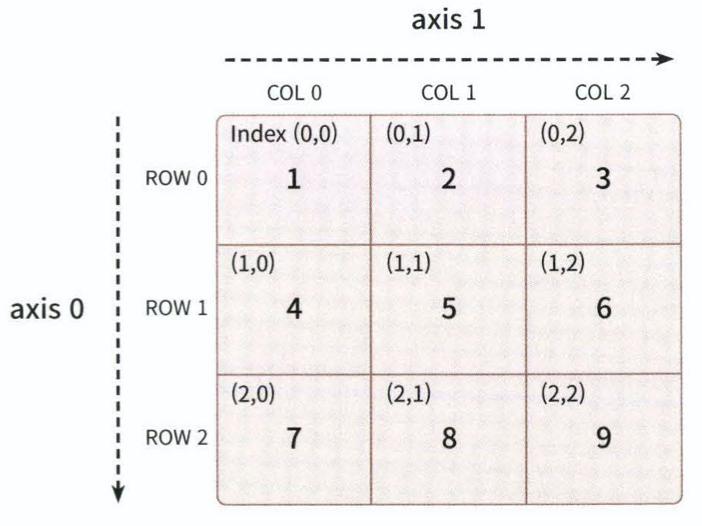 axis 1
COL 0 COL 1 COL 2
Index (0,0) (0,1) (0,2)
ROW 0 1 2 3
(1,0) (1,1) (1,2)
axis 0 ROW 1 4 5 6
(2,0) (2,1) (2,2)
ROW 2 7 8 9